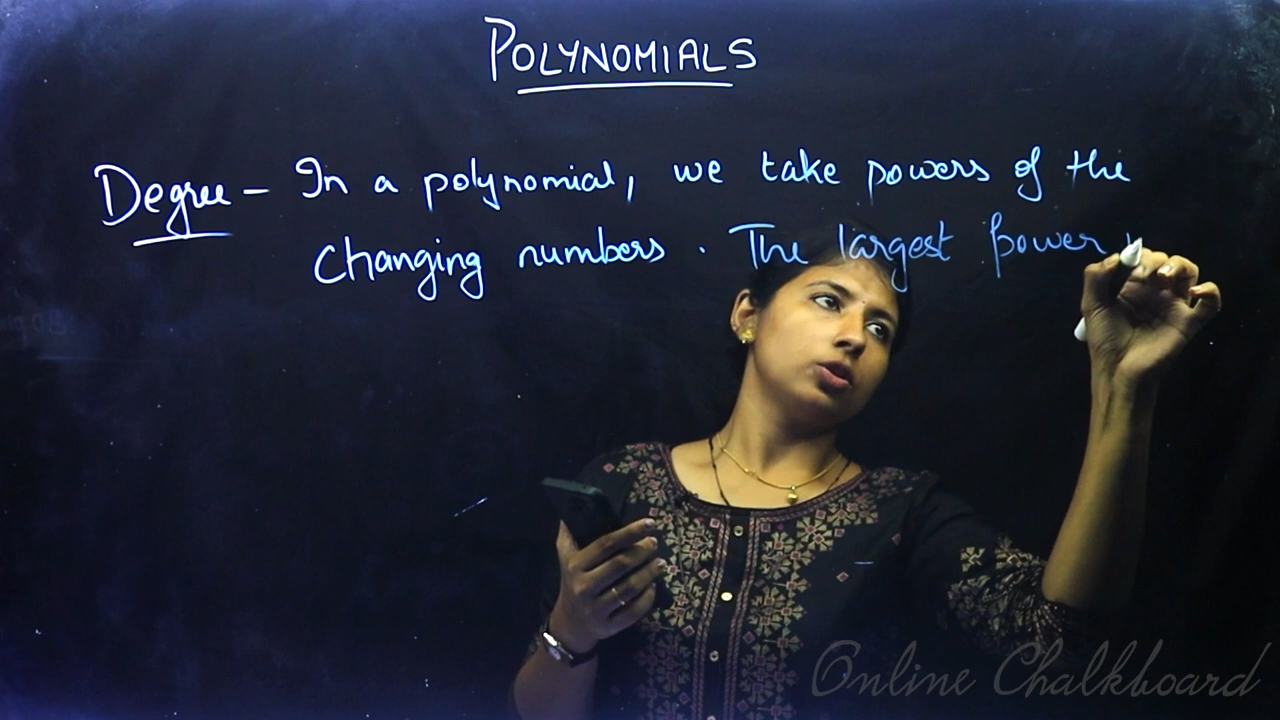 POLYNOMIALS
Degree - In a polynomial, we take powers of the
changing numbers. The largest power
Online Chalkboard